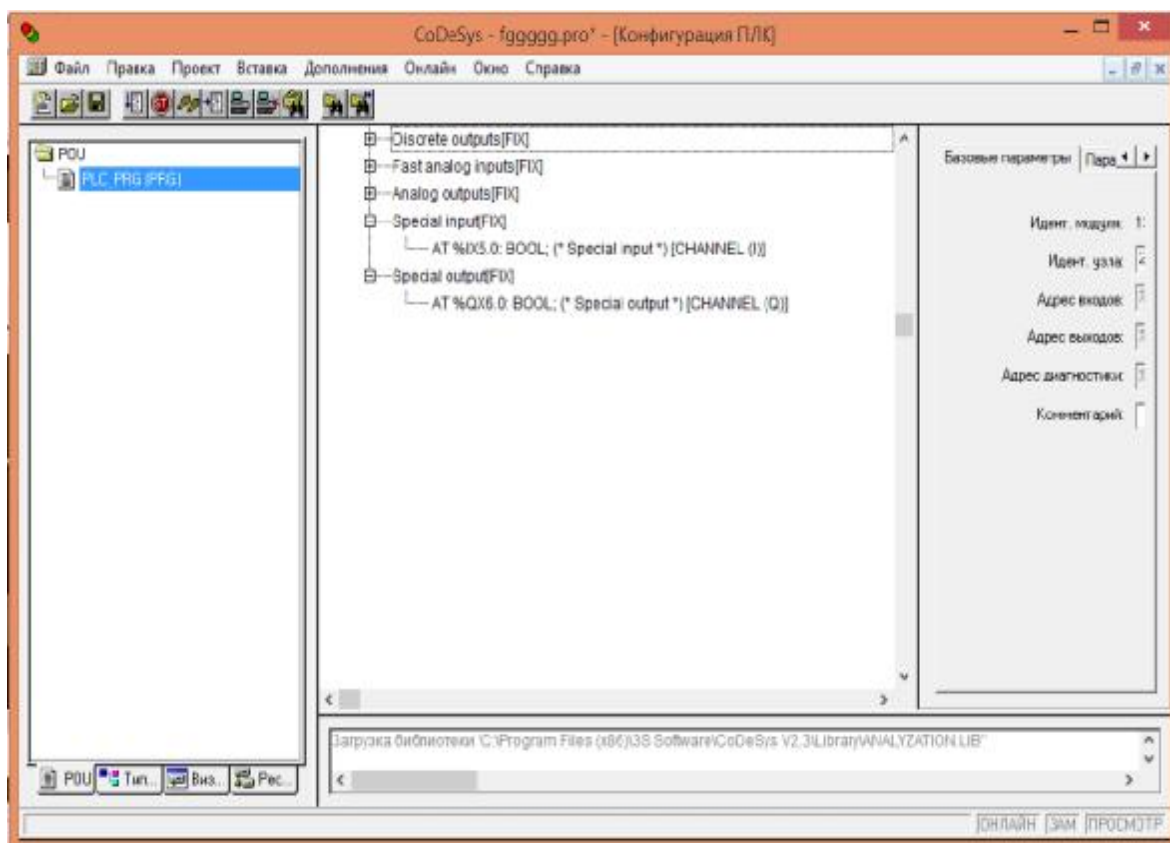 CoDeSys - fggggg.pro* - [Конфигурация ПЛК]
Файл Правка Проект Вставка Дополнения Онлайн Окно Справка
POU
PLC_PRG (PRG)
Discrete outputs[FIX]
Fast analog inputs[FIX]
Analog outputs[FIX]
Special input[FIX]
AT %IX5.0: BOOL; (* Special input *) [CHANNEL (I)]
Special output[FIX]
AT %QX6.0: BOOL; (* Special output *) [CHANNEL (Q)]
Базовые параметры Пара
Идент. модуля:
Идент. узла:
Адрес входов:
Адрес выходов:
Адрес диагностики:
Комментарий:
Загрузка библиотеки 'C:\Program Files (x86)\3S Software\CoDeSys V2.3\Library\ANALYZATION.LIB'
POU Тип... Виз... Рес...
ОНЛАЙН ЗАМ ПРОСМОТР